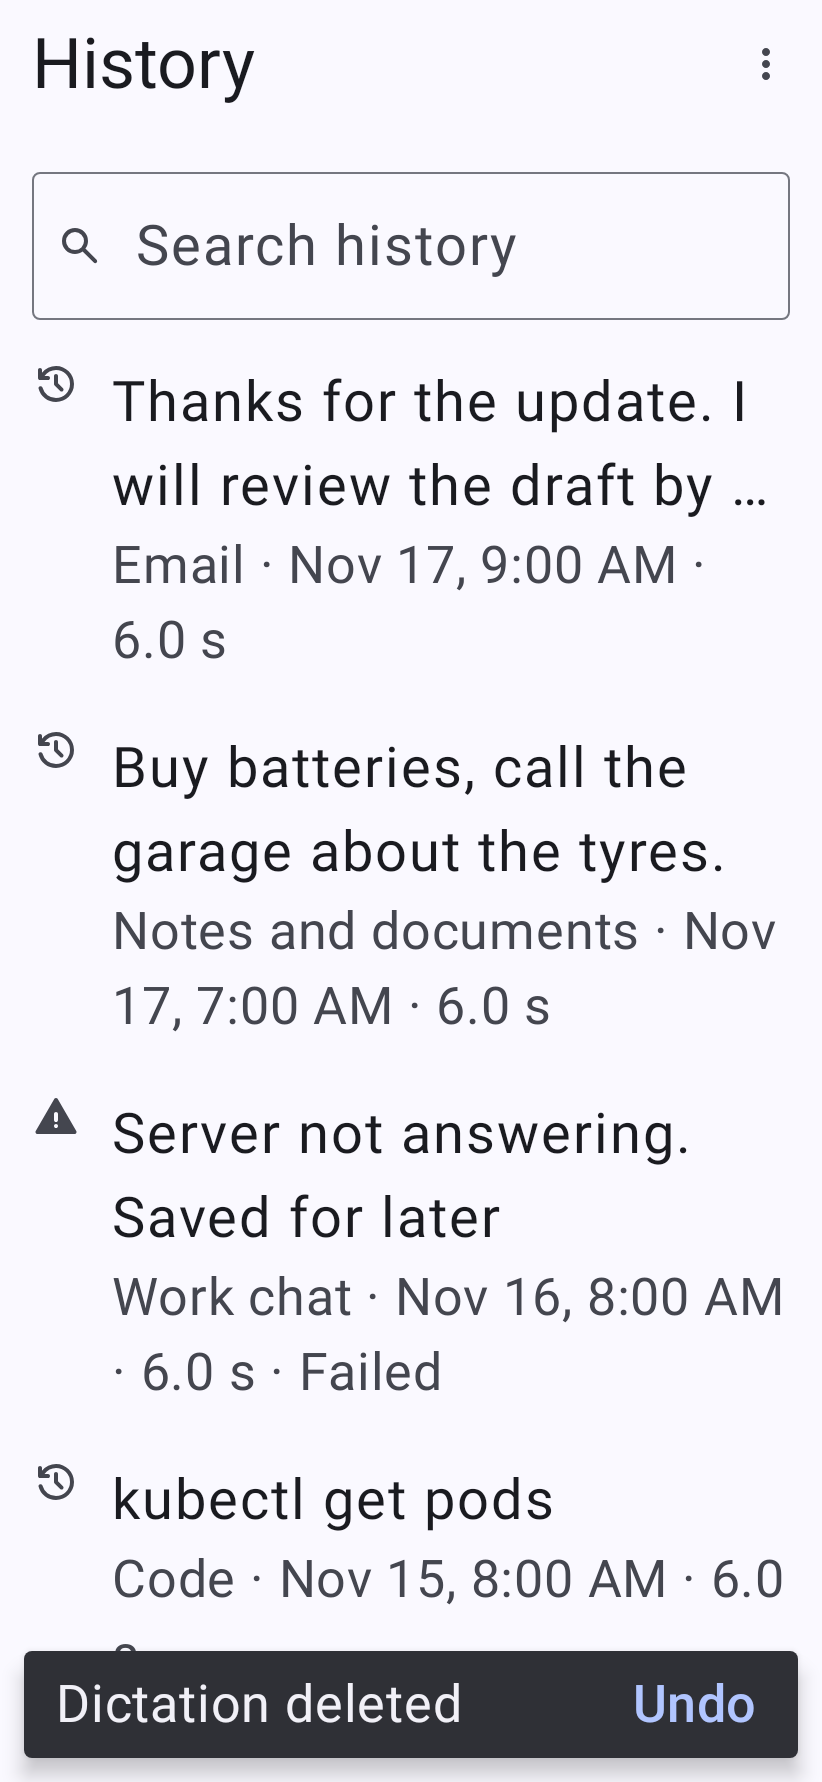 History
Search history
Thanks for the update. I
will review the draft by …
Email · Nov 17, 9:00 AM ·
6.0 s
Buy batteries, call the
garage about the tyres.
Notes and documents · Nov
17, 7:00 AM · 6.0 s
Server not answering.
Saved for later
Work chat · Nov 16, 8:00 AM
· 6.0 s · Failed
kubectl get pods
Code · Nov 15, 8:00 AM · 6.0
Dictation deleted Undo